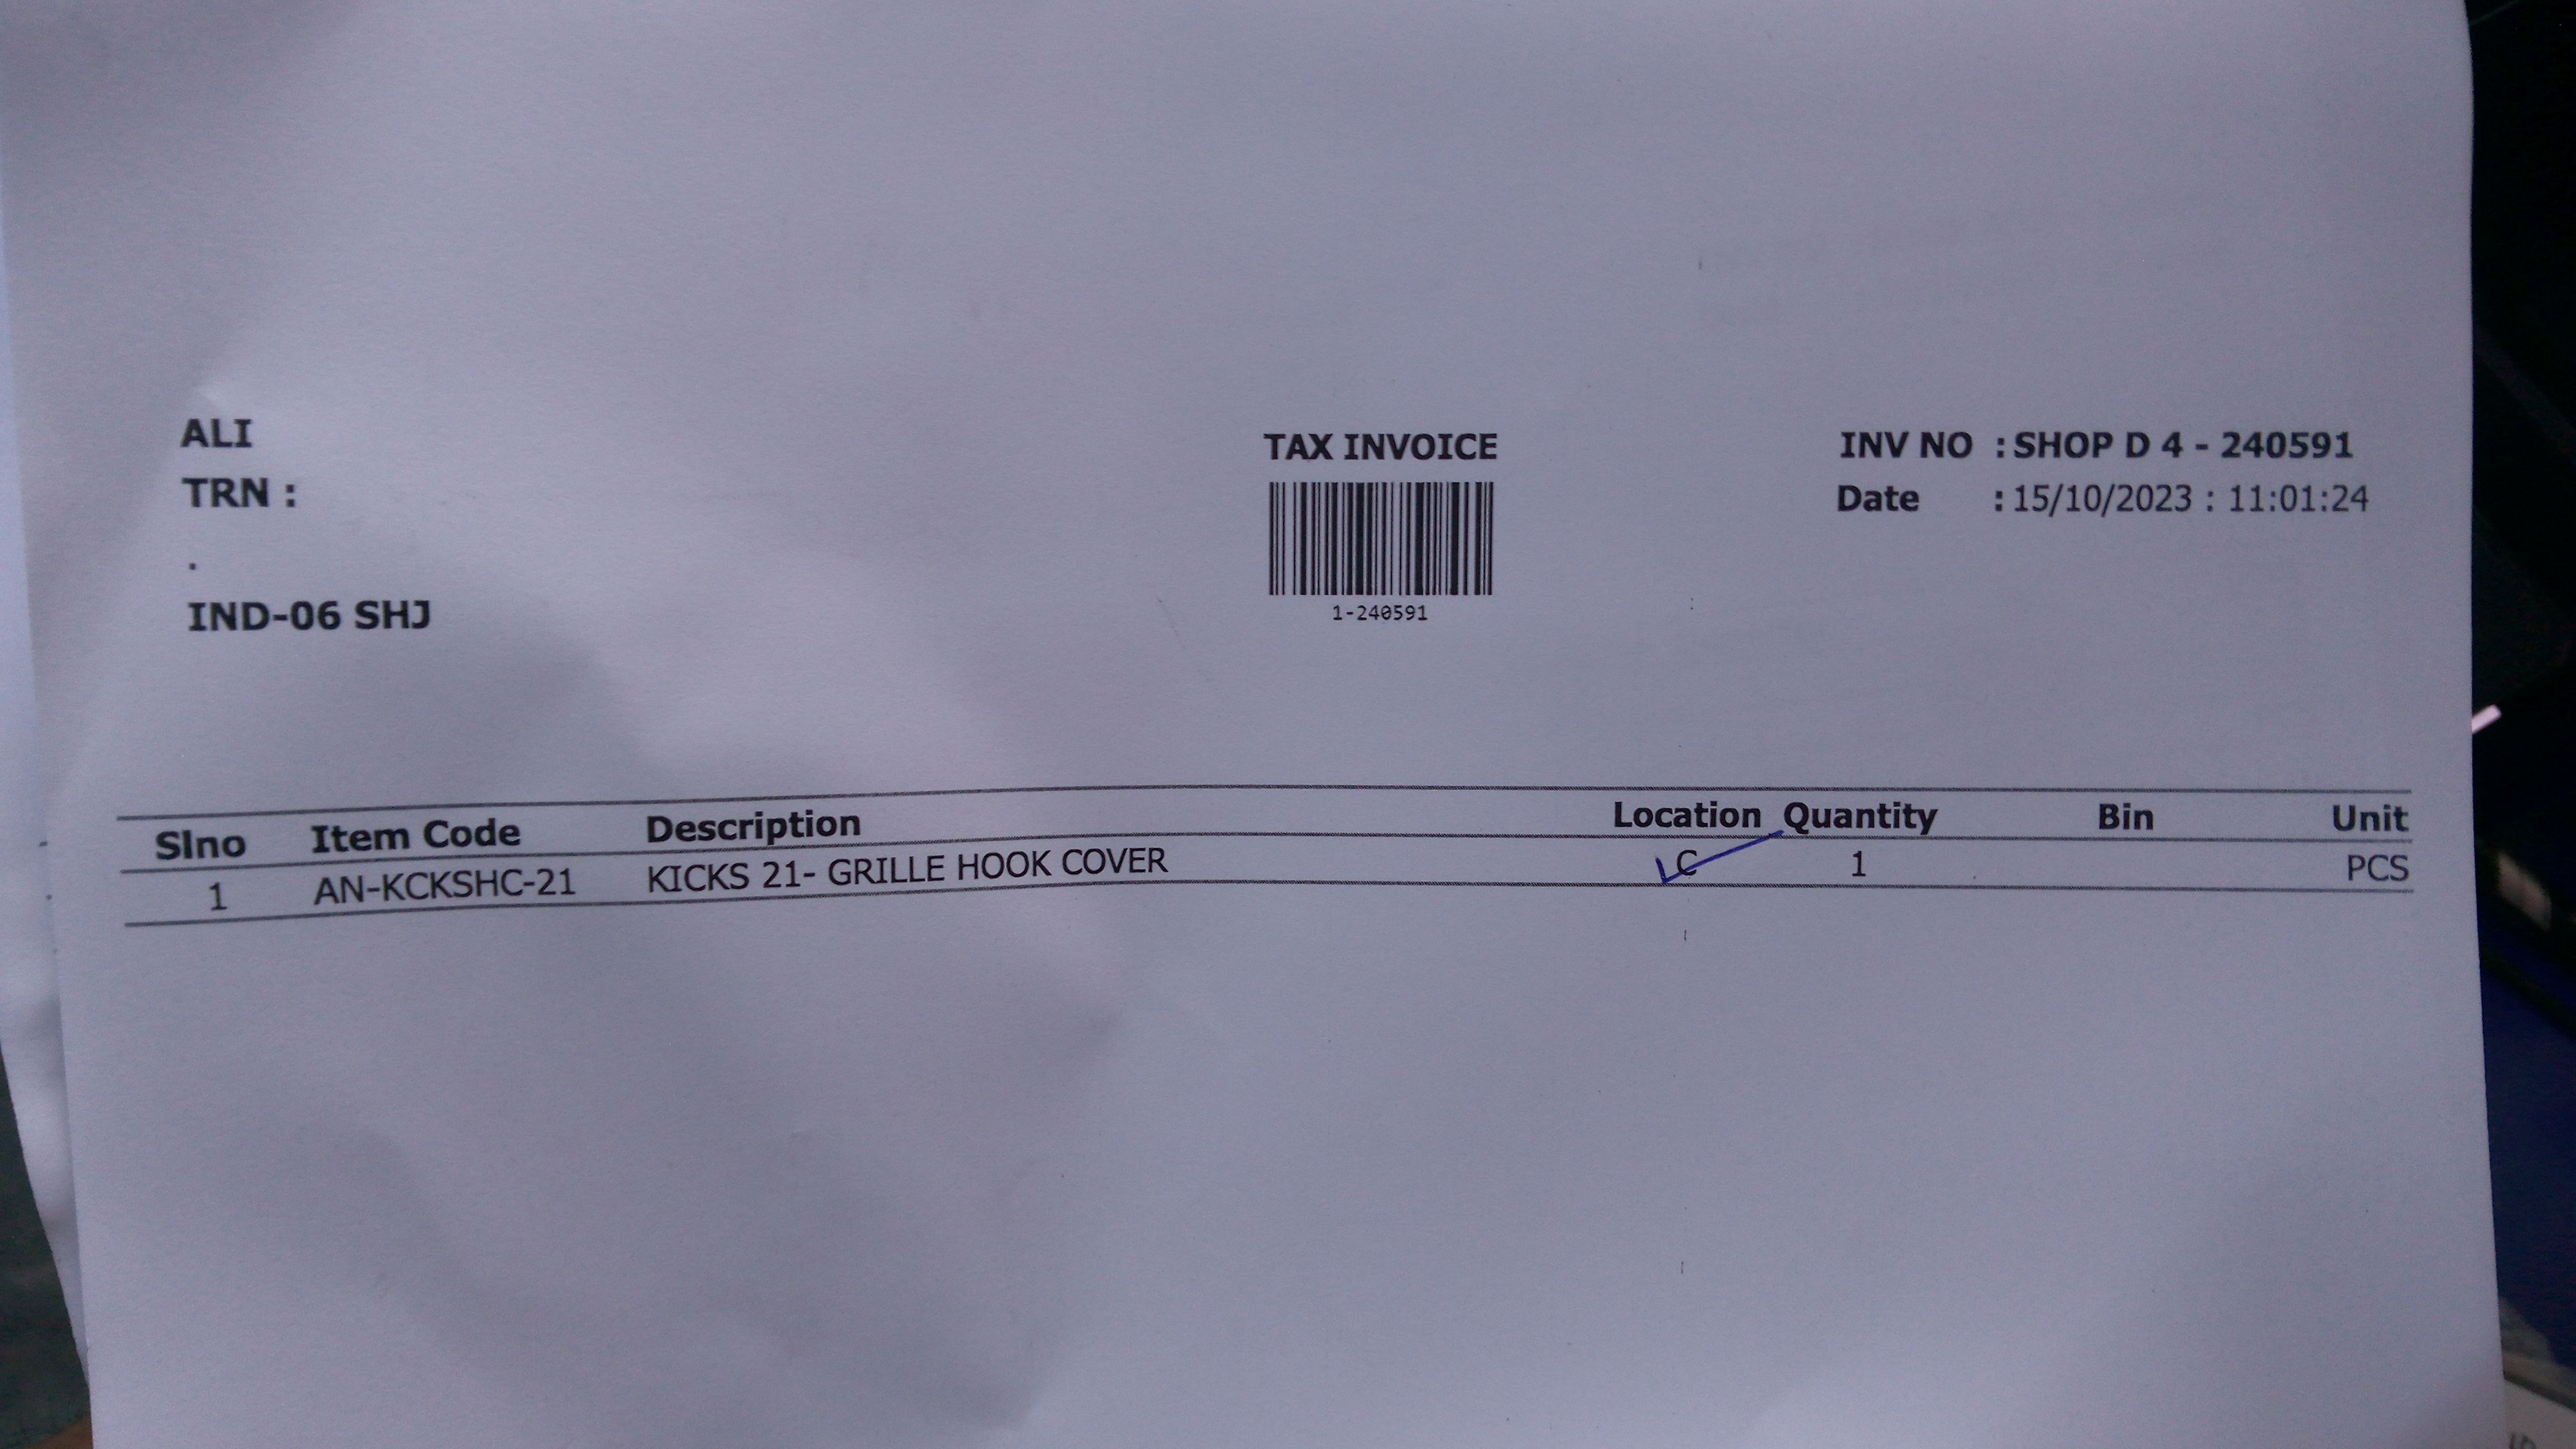 ALI
TRN :
.
IND-06 SHJ
TAX INVOICE
1-240591
INV NO : SHOP D 4 - 240591
Date : 15/10/2023 : 11:01:24
Slno Item Code Description Location Quantity Bin Unit
1 AN-KCKSHC-21 KICKS 21- GRILLE HOOK COVER C 1 PCS